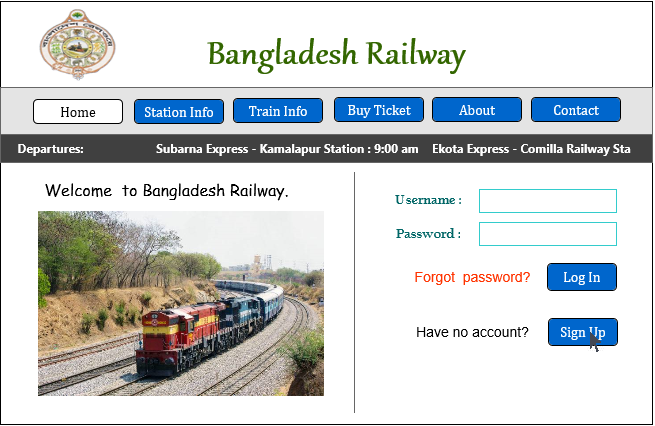 Bangladesh Railway
Home
Station Info
Train Info
Buy Ticket
About
Contact
Departures:
Subarna Express - Kamalapur Station : 9:00 am
Ekota Express - Comilla Railway Sta
Welcome to Bangladesh Railway.
Username :
Password :
Forgot password?
Log In
Have no account?
Sign Up